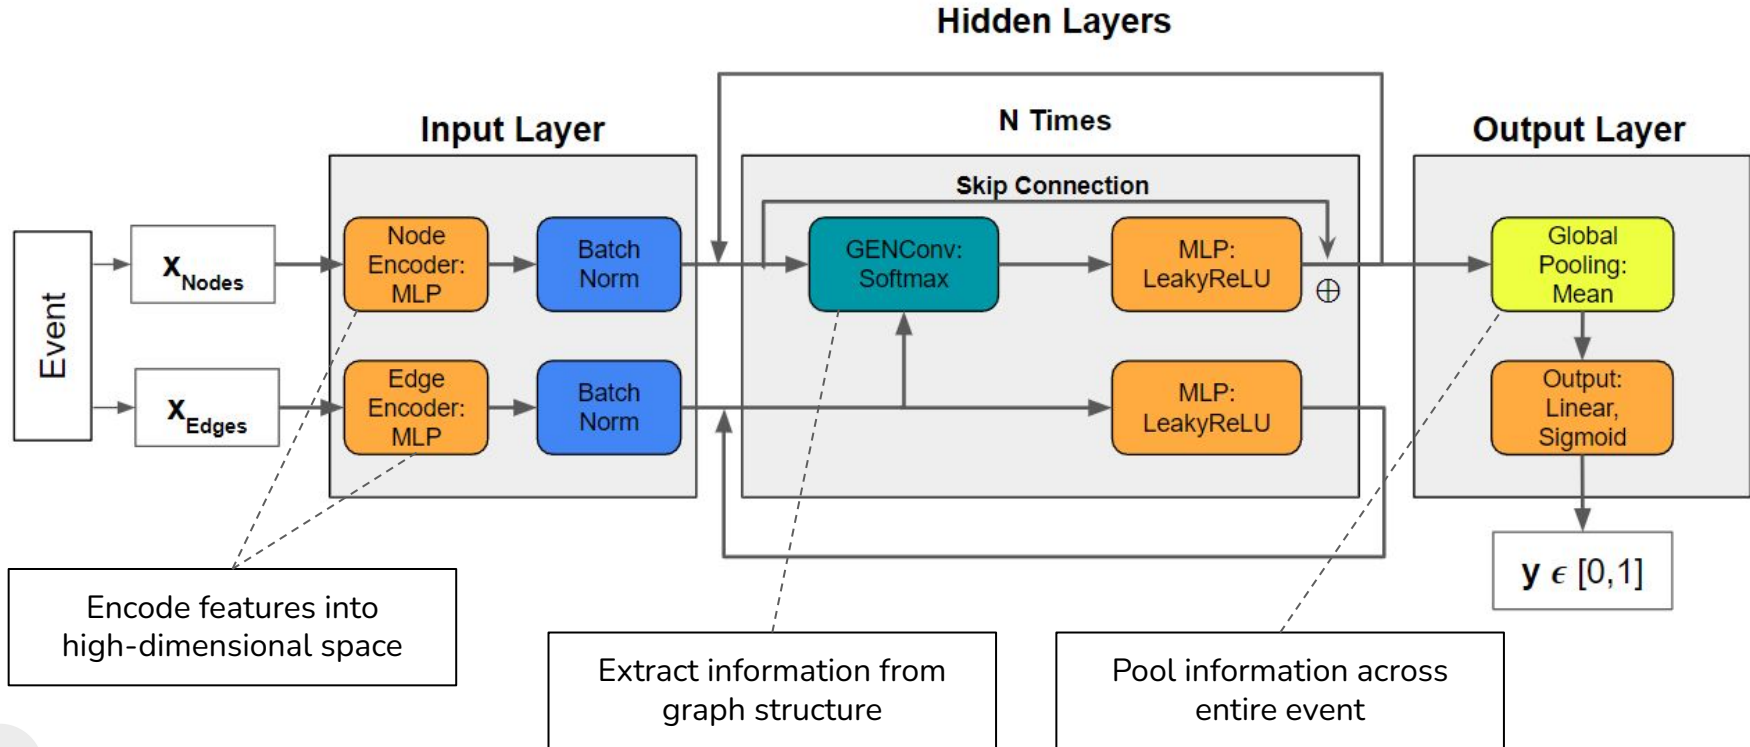 Hidden Layers
Input Layer
N Times
Output Layer
Skip Connection
Event
X Nodes
Node
Encoder:
MLP
Batch
Norm
GENConv:
Softmax
MLP:
LeakyReLU
⊕
Global
Pooling:
Mean
X Edges
Edge
Encoder:
MLP
Batch
Norm
MLP:
LeakyReLU
Output:
Linear,
Sigmoid
y ϵ [0,1]
Encode features into
high-dimensional space
Extract information from
graph structure
Pool information across
entire event